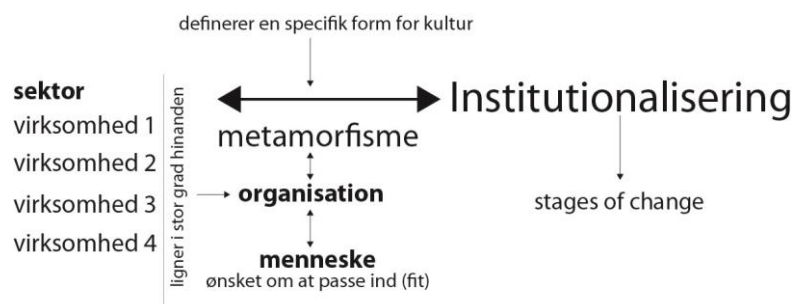 definerer en specifik form for kultur
sektor
virksomhed 1
virksomhed 2
virksomhed 3
virksomhed 4
ligner i stor grad hinanden
Institutionalisering
metamorfisme
organisation
menneske
ønsket om at passe ind (fit)
stages of change